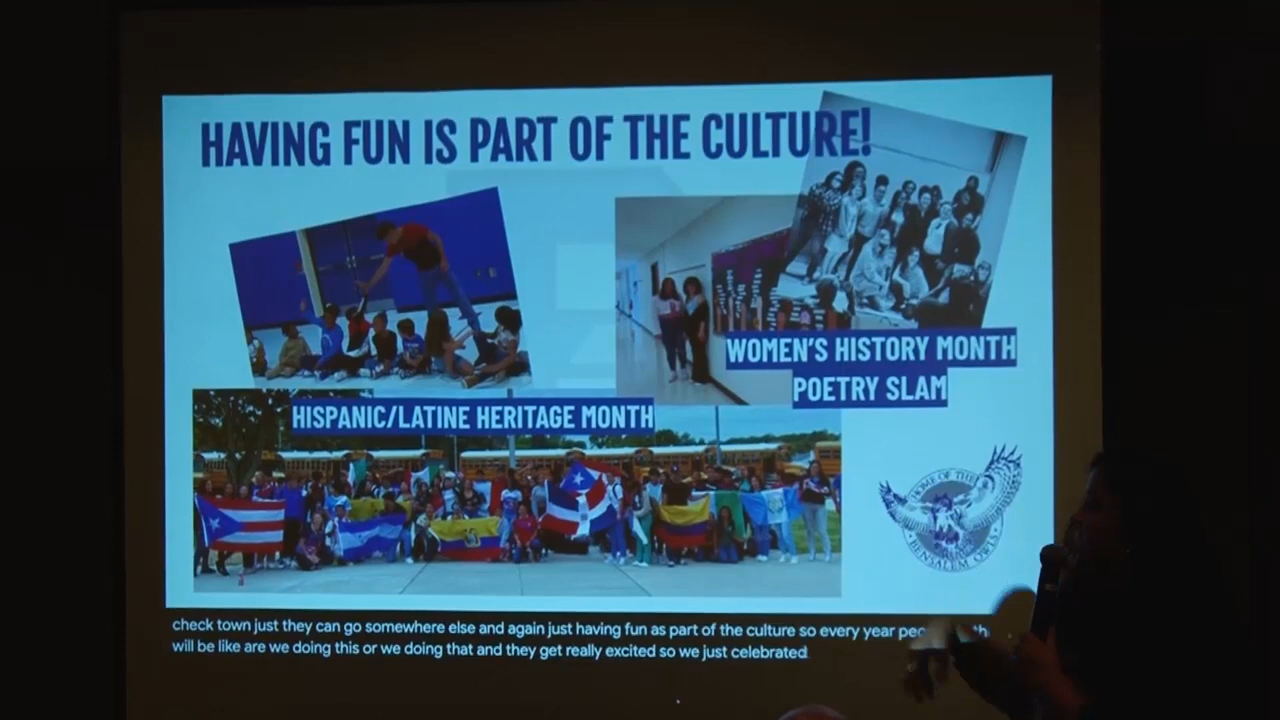 HAVING FUN IS PART OF THE CULTURE!
WOMEN'S HISTORY MONTH
POETRY SLAM
HISPANIC/LATINE HERITAGE MONTH
HOME OF THE
BENSALEM OWLS
check town just they can go somewhere else and again just having fun as part of the culture so every year
will be like are we doing this or we doing that and they get really excited so we just celebrated